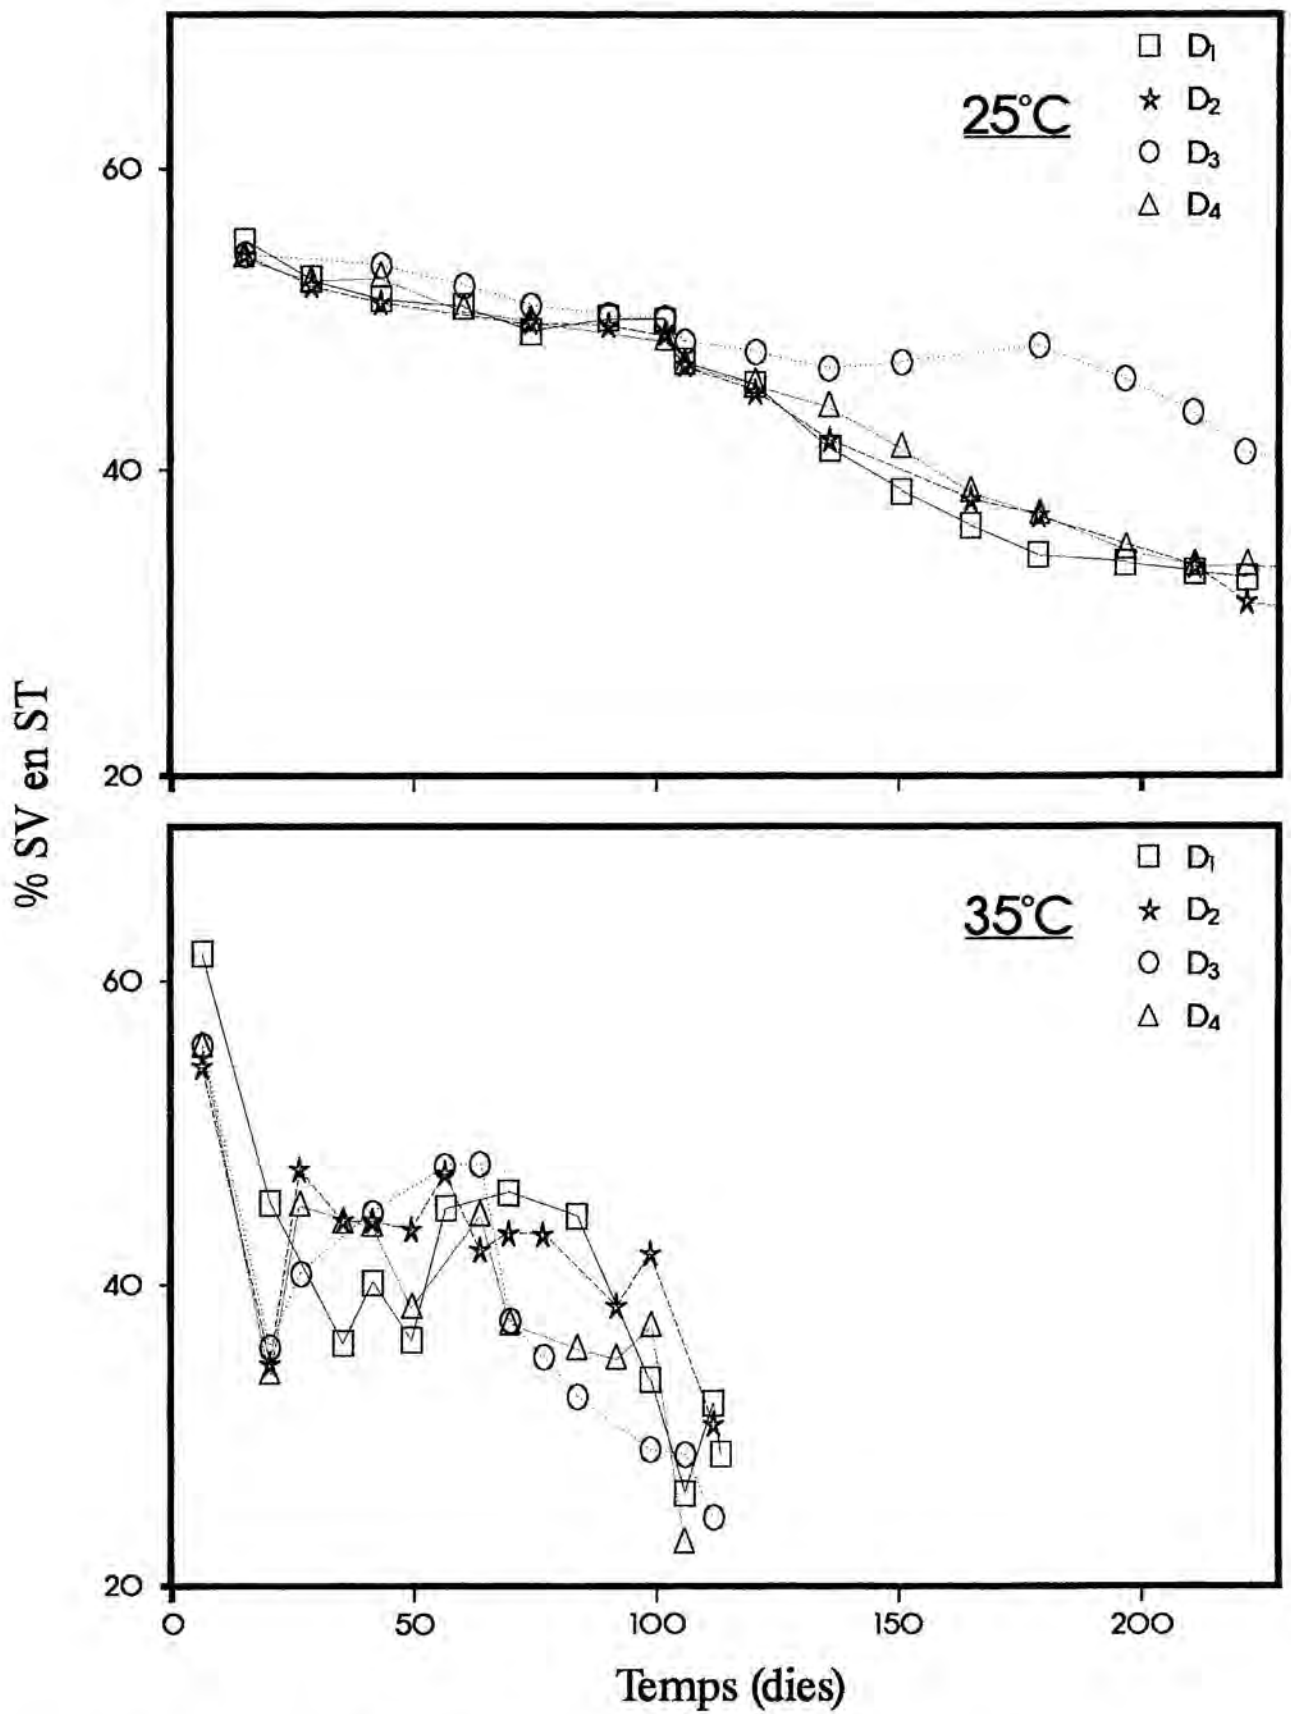 D₁
25°C
D₂
60
D₃
D₄
40
20
% SV en ST
D₁
35°C
D₂
60
D₃
D₄
40
20
0 50 100 150 200
Temps (dies)